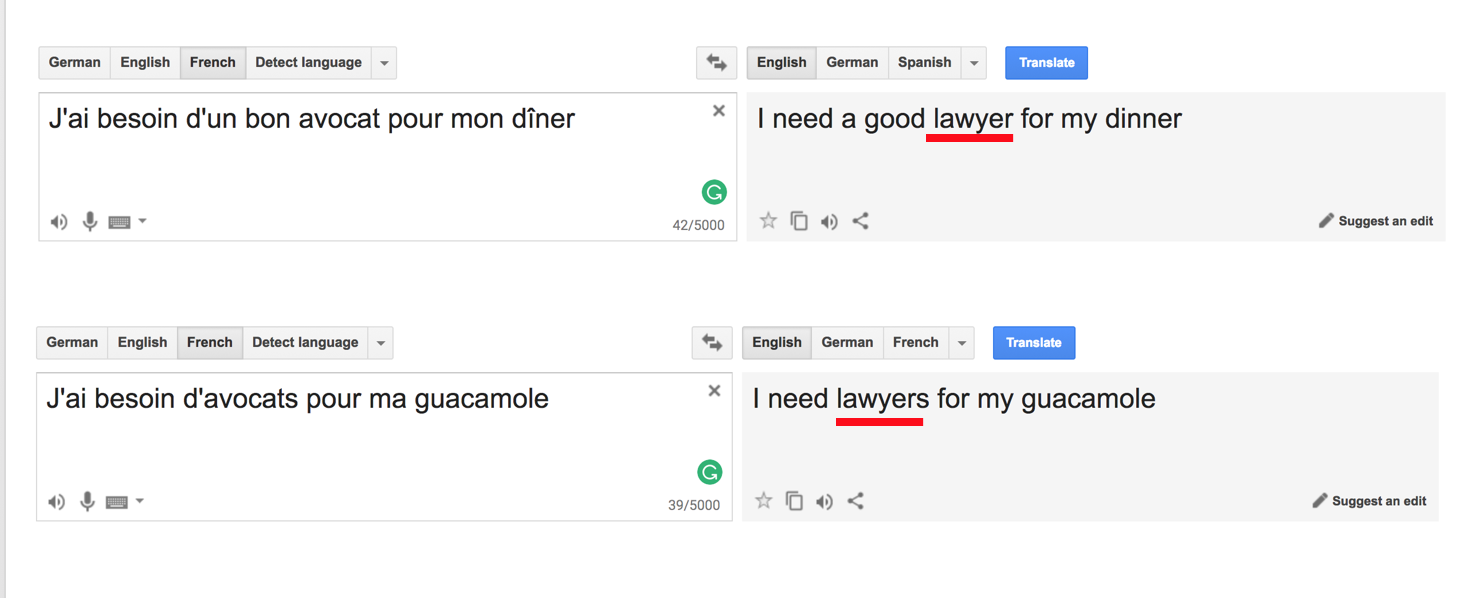 German English French Detect language English German Spanish Translate
J'ai besoin d'un bon avocat pour mon dîner
I need a good lawyer for my dinner
42/5000
Suggest an edit
German English French Detect language English German French Translate
J'ai besoin d'avocats pour ma guacamole
I need lawyers for my guacamole
39/5000
Suggest an edit